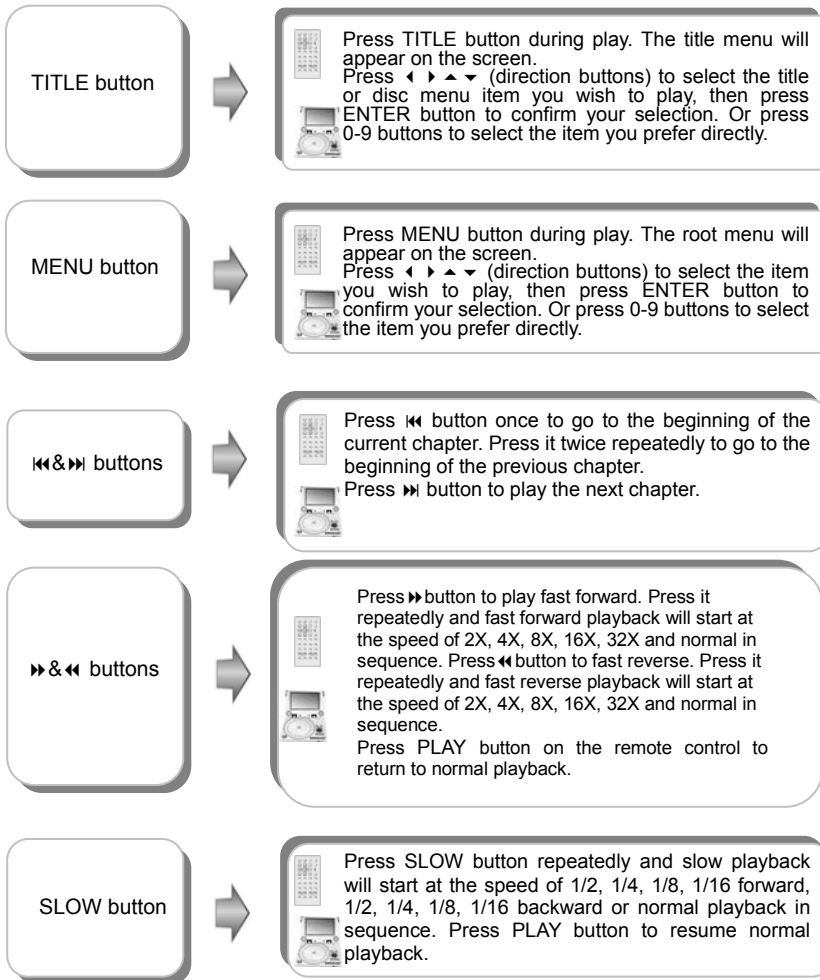 TITLE button
Press TITLE button during play. The title menu will
appear on the screen.
Press ◀ ▶ ▲ ▼ (direction buttons) to select the title
or disc menu item you wish to play, then press
ENTER button to confirm your selection. Or press
0-9 buttons to select the item you prefer directly.
MENU button
Press MENU button during play. The root menu will
appear on the screen.
Press ◀ ▶ ▲ ▼ (direction buttons) to select the item
you wish to play, then press ENTER button to
confirm your selection. Or press 0-9 buttons to select
the item you prefer directly.
⏮&⏭ buttons
Press ⏮ button once to go to the beginning of the
current chapter. Press it twice repeatedly to go to the
beginning of the previous chapter.
Press ⏭ button to play the next chapter.
⏩&⏪ buttons
Press ⏩ button to play fast forward. Press it
repeatedly and fast forward playback will start at
the speed of 2X, 4X, 8X, 16X, 32X and normal in
sequence. Press ⏪ button to fast reverse. Press it
repeatedly and fast reverse playback will start at
the speed of 2X, 4X, 8X, 16X, 32X and normal in
sequence.
Press PLAY button on the remote control to
return to normal playback.
SLOW button
Press SLOW button repeatedly and slow playback
will start at the speed of 1/2, 1/4, 1/8, 1/16 forward,
1/2, 1/4, 1/8, 1/16 backward or normal playback in
sequence. Press PLAY button to resume normal
playback.